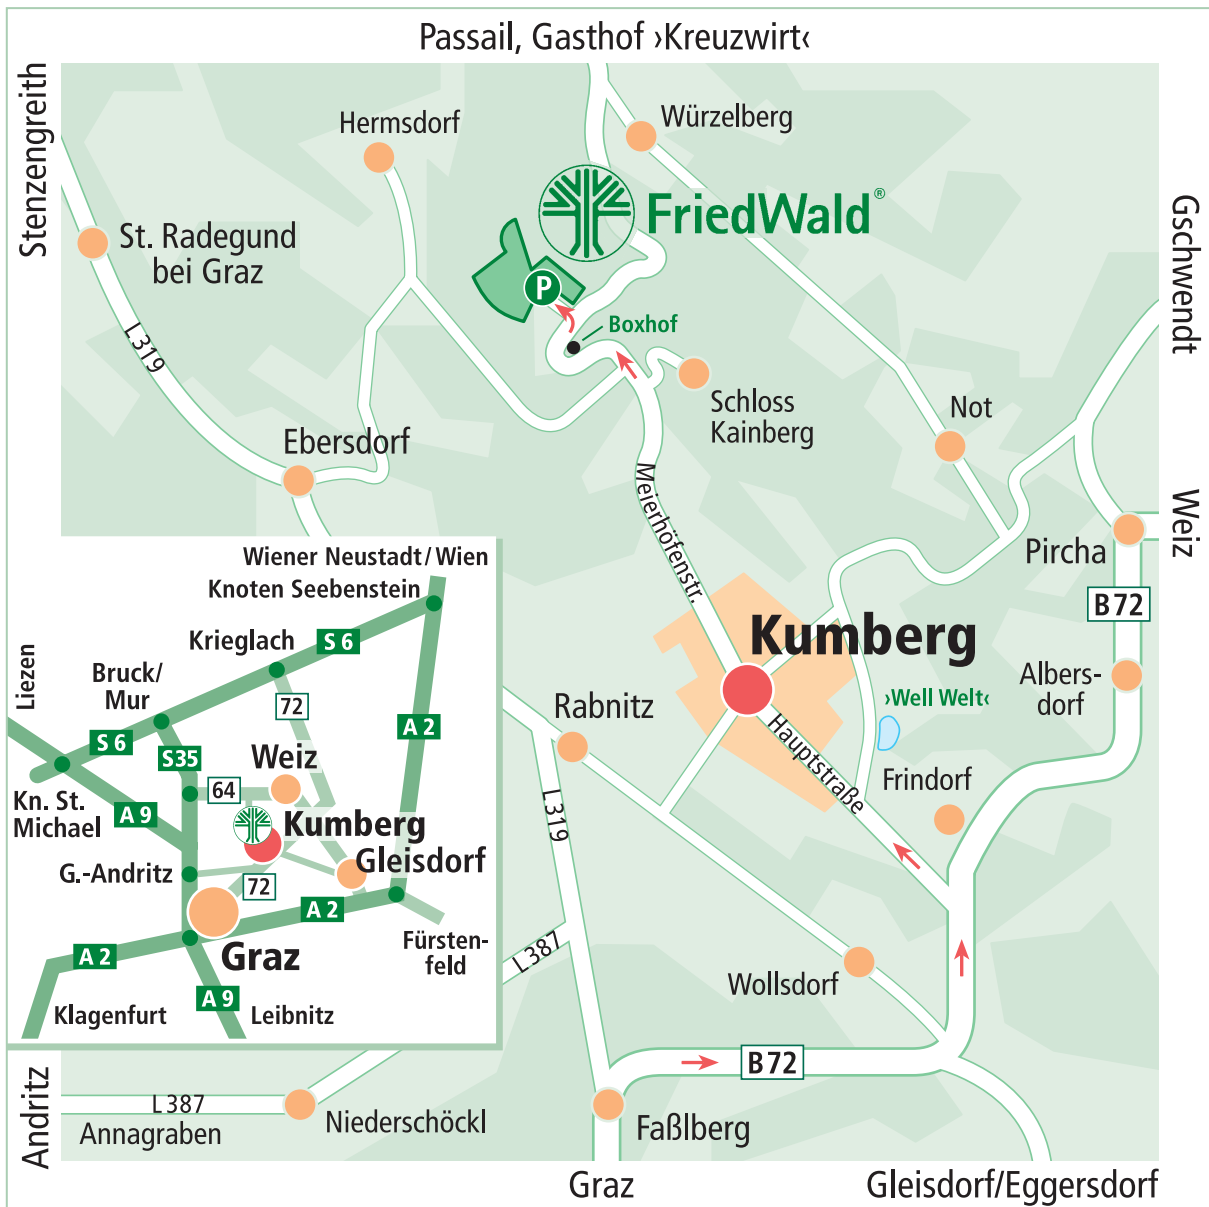 Passail, Gasthof ›Kreuzwirt‹
Stenzengreith
Hermsdorf
Würzelberg
FriedWald®
St. Radegund
bei Graz
Gschwendt
P
Boxhof
L319
Schloss
Kainberg
Not
Ebersdorf
Meierhöfenstr.
Weiz
Pircha
B72
Kumberg
Albers-
dorf
›Well Welt‹
Rabnitz
Hauptstraße
Frindorf
L319
L387
Wollsdorf
B72
Andritz
L387
Annagraben
Niederschöckl
Faßlberg
Graz
Gleisdorf/Eggersdorf
Wiener Neustadt/Wien
Knoten Seebenstein
Krieglach
S 6
Liezen
Bruck/
Mur
72
S 6
S35
A 2
Weiz
64
Kn. St.
Michael
A 9
Kumberg
Gleisdorf
G.-Andritz
72
A 2
Graz
A 2
Fürsten-
feld
A 9
Klagenfurt
Leibnitz